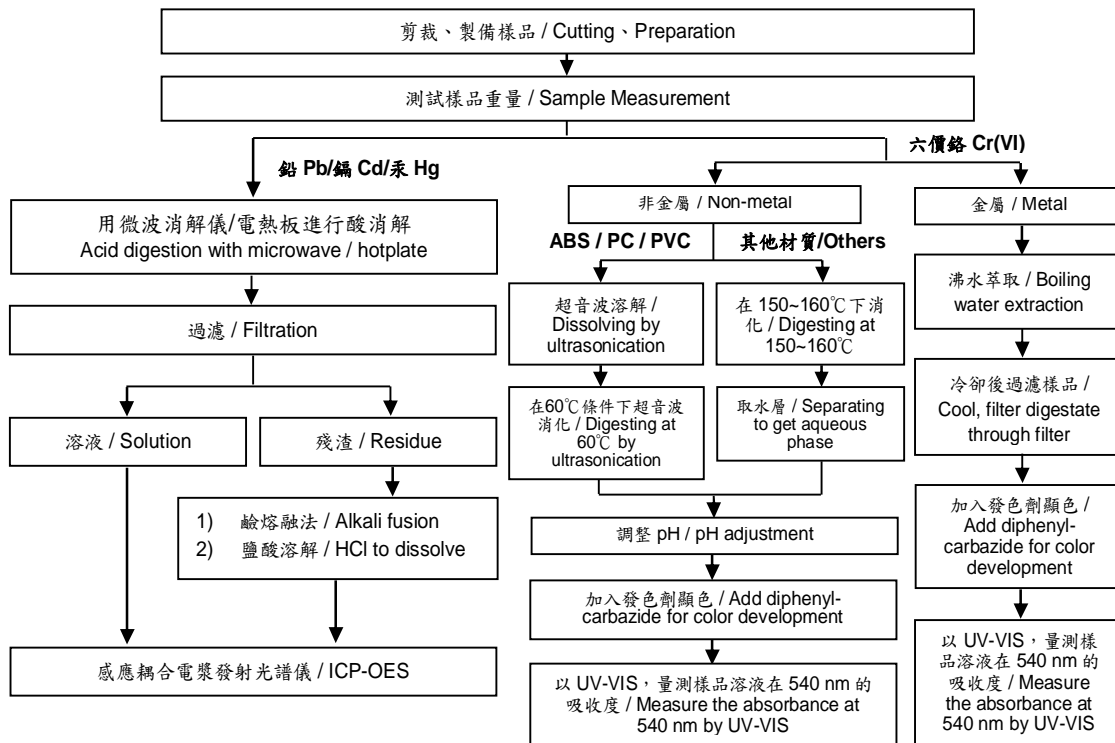 剪裁、製備樣品 / Cutting、Preparation
測試樣品重量 / Sample Measurement
鉛 Pb/鎘 Cd/汞 Hg
六價鉻 Cr(VI)
用微波消解儀/電熱板進行酸消解
Acid digestion with microwave / hotplate
過濾 / Filtration
溶液 / Solution
殘渣 / Residue
1) 鹼熔融法 / Alkali fusion
2) 鹽酸溶解 / HCl to dissolve
感應耦合電漿發射光譜儀 / ICP-OES
非金屬 / Non-metal
ABS / PC / PVC
其他材質/Others
超音波溶解 /
Dissolving by
ultrasonication
在 150~160℃下消
化 / Digesting at
150~160℃
在60℃條件下超音波
消化 / Digesting at
60℃ by
ultrasonication
取水層 / Separating
to get aqueous
phase
調整 pH / pH adjustment
加入發色劑顯色 / Add diphenyl-
carbazide for color development
以 UV-VIS，量測樣品溶液在 540 nm 的
吸收度 / Measure the absorbance at
540 nm by UV-VIS
金屬 / Metal
沸水萃取 / Boiling
water extraction
冷卻後過濾樣品 /
Cool, filter digestate
through filter
加入發色劑顯色 /
Add diphenyl-
carbazide for color
development
以 UV-VIS，量測樣
品溶液在 540 nm 的
吸收度 / Measure
the absorbance at
540 nm by UV-VIS